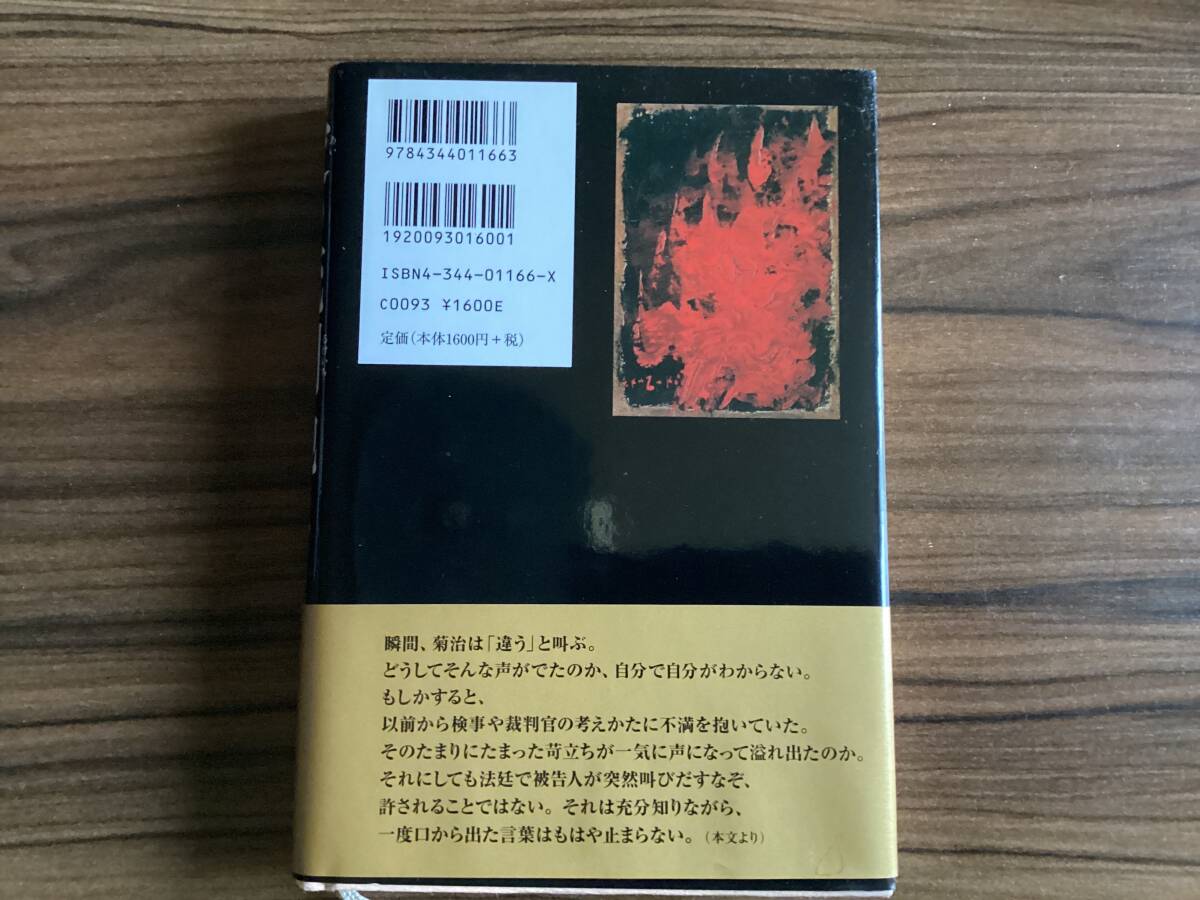 9784344011663
1920093016001
ISBN4-344-01166-X
C0093 ¥1600E
定価(本体1600円+税)
瞬間、菊治は「違う」と叫ぶ。
どうしてそんな声がでたのか、自分で自分がわからない。
もしかすると、
以前から検事や裁判官の考えかたに不満を抱いていた。
そのたまりにたまった苛立ちが一気に声になって溢れ出たのか。
それにしても法廷で被告人が突然叫びだすなぞ、
許されることではない。それは充分知りながら、
一度口から出た言葉はもはや止まらない。(本文より)